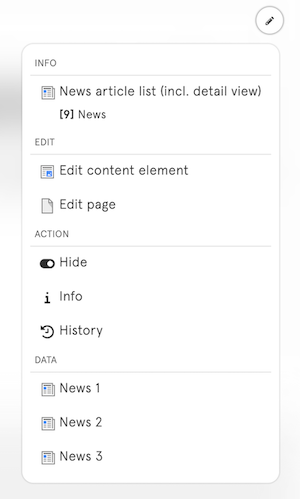 INFO
News article list (incl. detail view)
[9] News
EDIT
Edit content element
Edit page
ACTION
Hide
Info
History
DATA
News 1
News 2
News 3